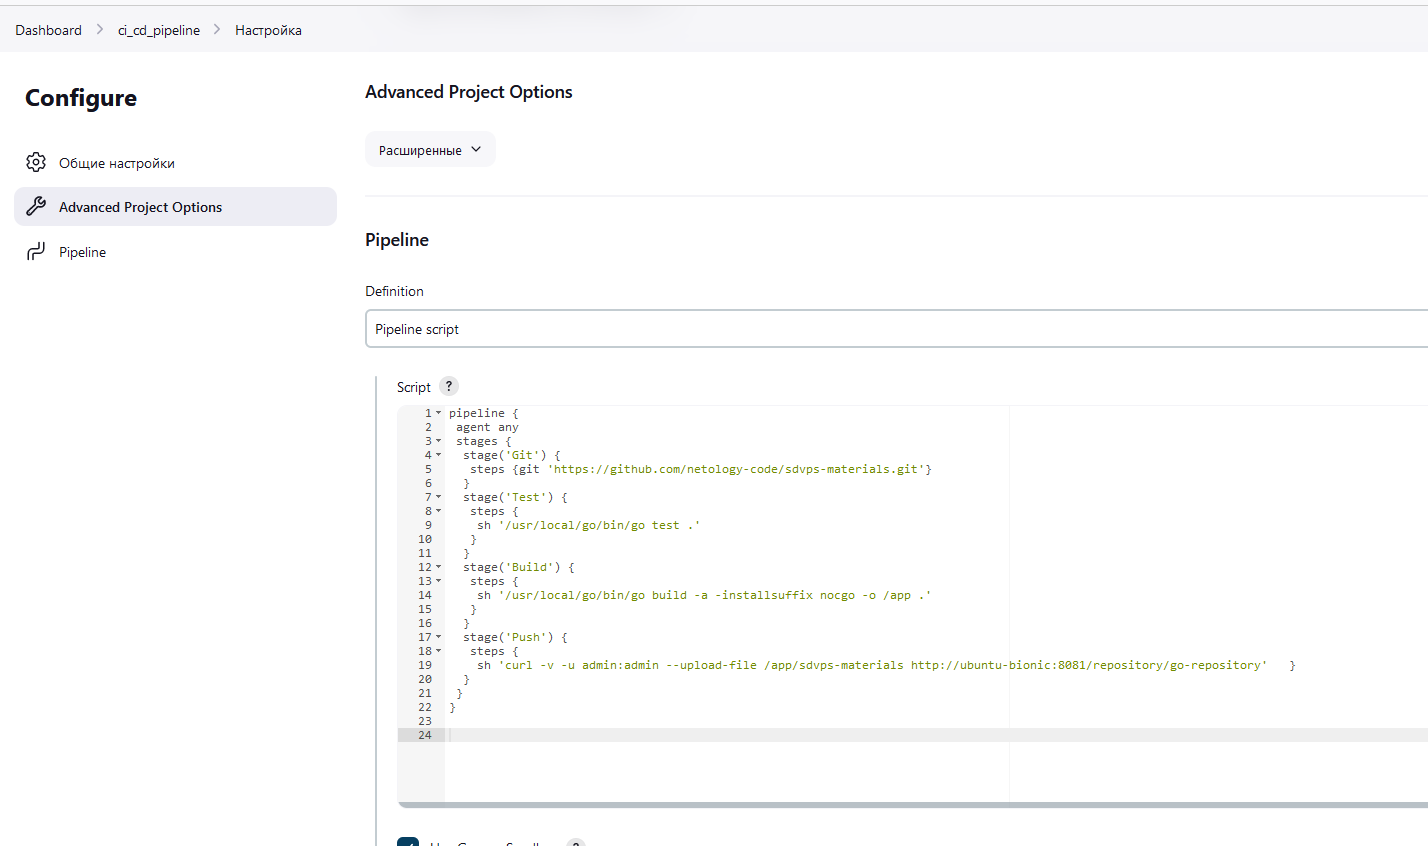 Dashboard > ci_cd_pipeline > Настройка
Configure
Общие настройки
Advanced Project Options
Pipeline
Advanced Project Options
Расширенные
Pipeline
Definition
Pipeline script
Script ?
1 pipeline {
2 agent any
3 stages {
4 stage('Git') {
5 steps {git 'https://github.com/netology-code/sdvps-materials.git'}
6 }
7 stage('Test') {
8 steps {
9 sh '/usr/local/go/bin/go test .'
10 }
11 }
12 stage('Build') {
13 steps {
14 sh '/usr/local/go/bin/go build -a -installsuffix nocgo -o /app .'
15 }
16 }
17 stage('Push') {
18 steps {
19 sh 'curl -v -u admin:admin --upload-file /app/sdvps-materials http://ubuntu-bionic:8081/repository/go-repository' }
20 }
21 }
22 }
23
24